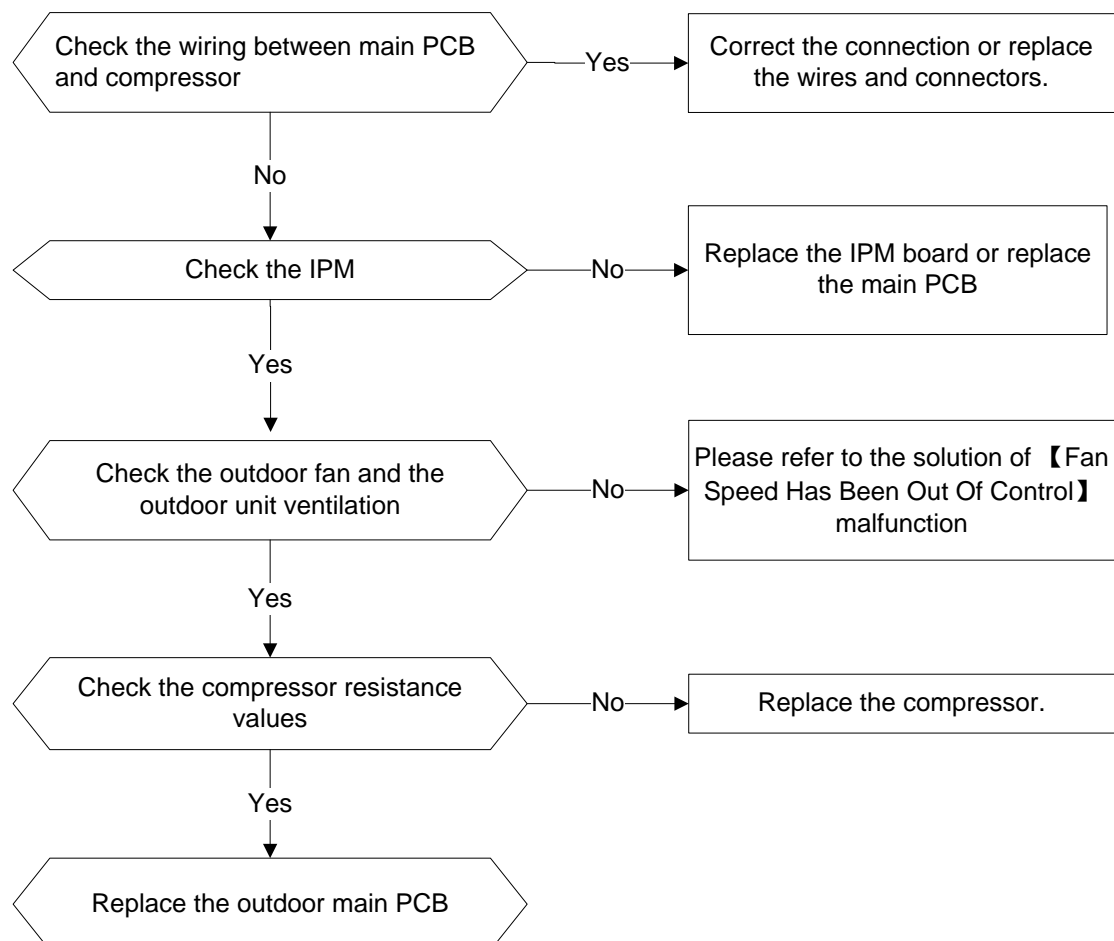 Check the wiring between main PCB
and compressor
Yes
Correct the connection or replace
the wires and connectors.
No
Check the IPM
No
Replace the IPM board or replace
the main PCB
Yes
Check the outdoor fan and the
outdoor unit ventilation
No
Please refer to the solution of 【Fan
Speed Has Been Out Of Control】
malfunction
Yes
Check the compressor resistance
values
No
Replace the compressor.
Yes
Replace the outdoor main PCB